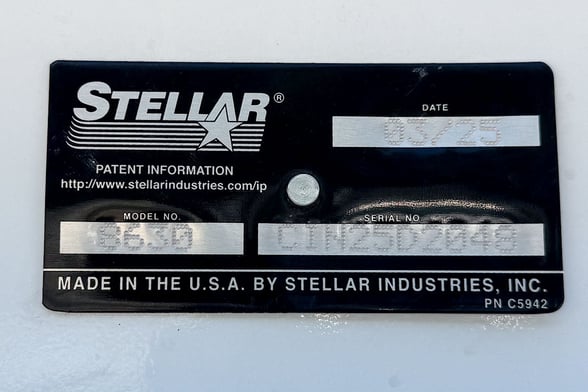 STELLAR®
DATE
03/25
PATENT INFORMATION
http://www.stellarindustries.com/ip
MODEL NO.
8630
SERIAL NO
CIM25D2048
MADE IN THE U.S.A. BY STELLAR INDUSTRIES, INC.
PN C5942